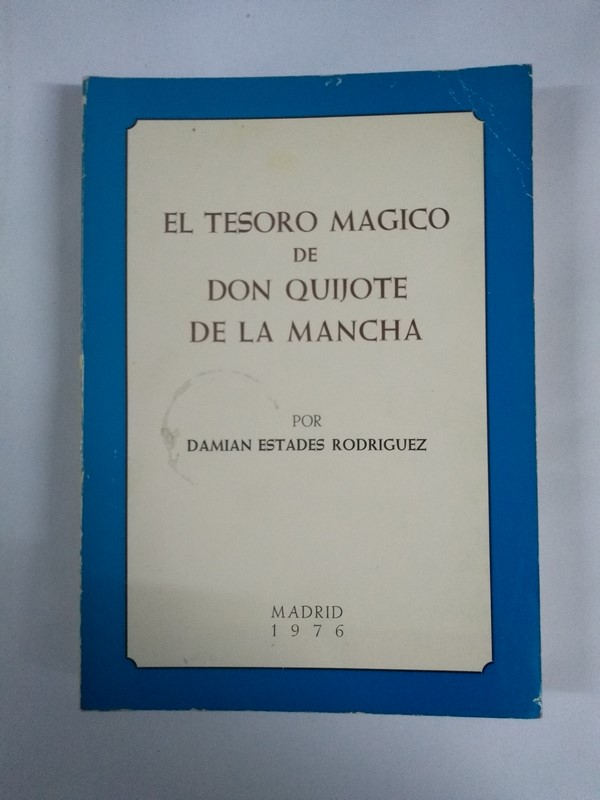 EL TESORO MAGICO
DE
DON QUIJOTE
DE LA MANCHA
POR
DAMIAN ESTADES RODRIGUEZ
MADRID
1976